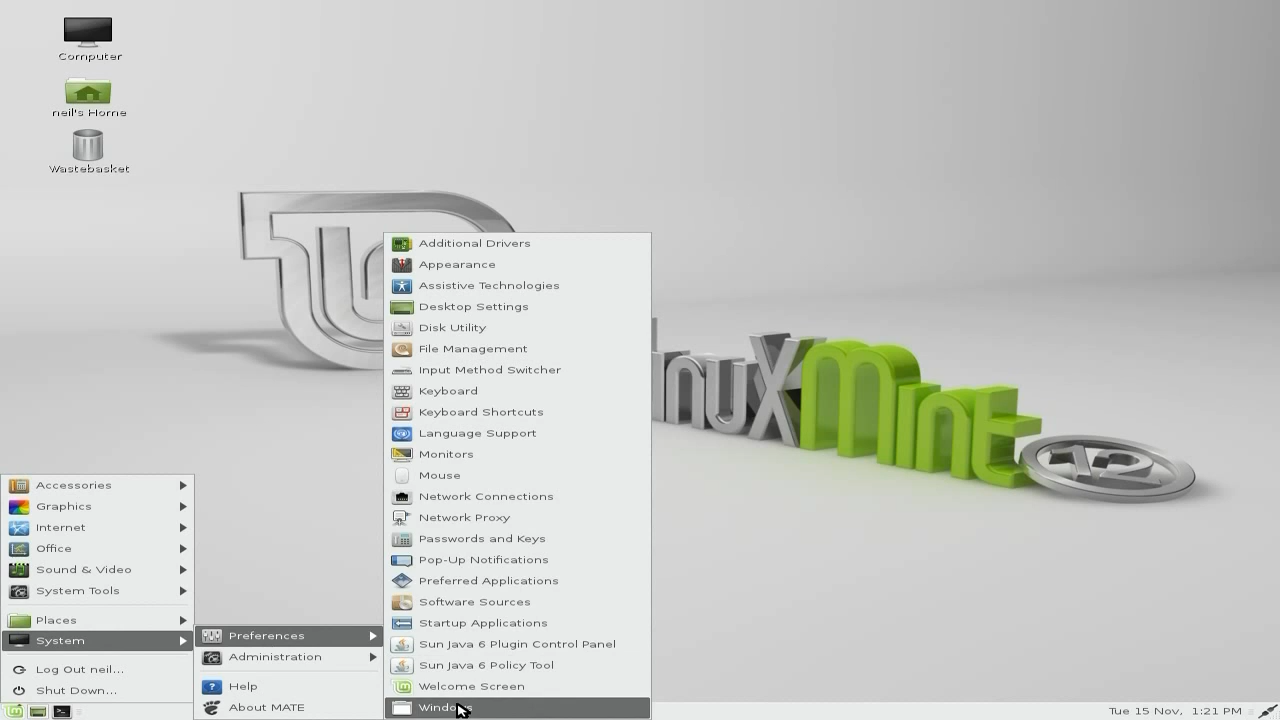 Computer
neil's Home
Wastebasket
LinuxMint
12
Additional Drivers
Appearance
Assistive Technologies
Desktop Settings
Disk Utility
File Management
Input Method Switcher
Keyboard
Keyboard Shortcuts
Language Support
Monitors
Mouse
Network Connections
Network Proxy
Passwords and Keys
Pop-Up Notifications
Preferred Applications
Software Sources
Startup Applications
Sun Java 6 Plugin Control Panel
Sun Java 6 Policy Tool
Welcome Screen
Windows
Accessories
Graphics
Internet
Office
Sound & Video
System Tools
Places
System
Log Out neil...
Shut Down...
Preferences
Administration
Help
About MATE
Tue 15 Nov, 1:21 PM